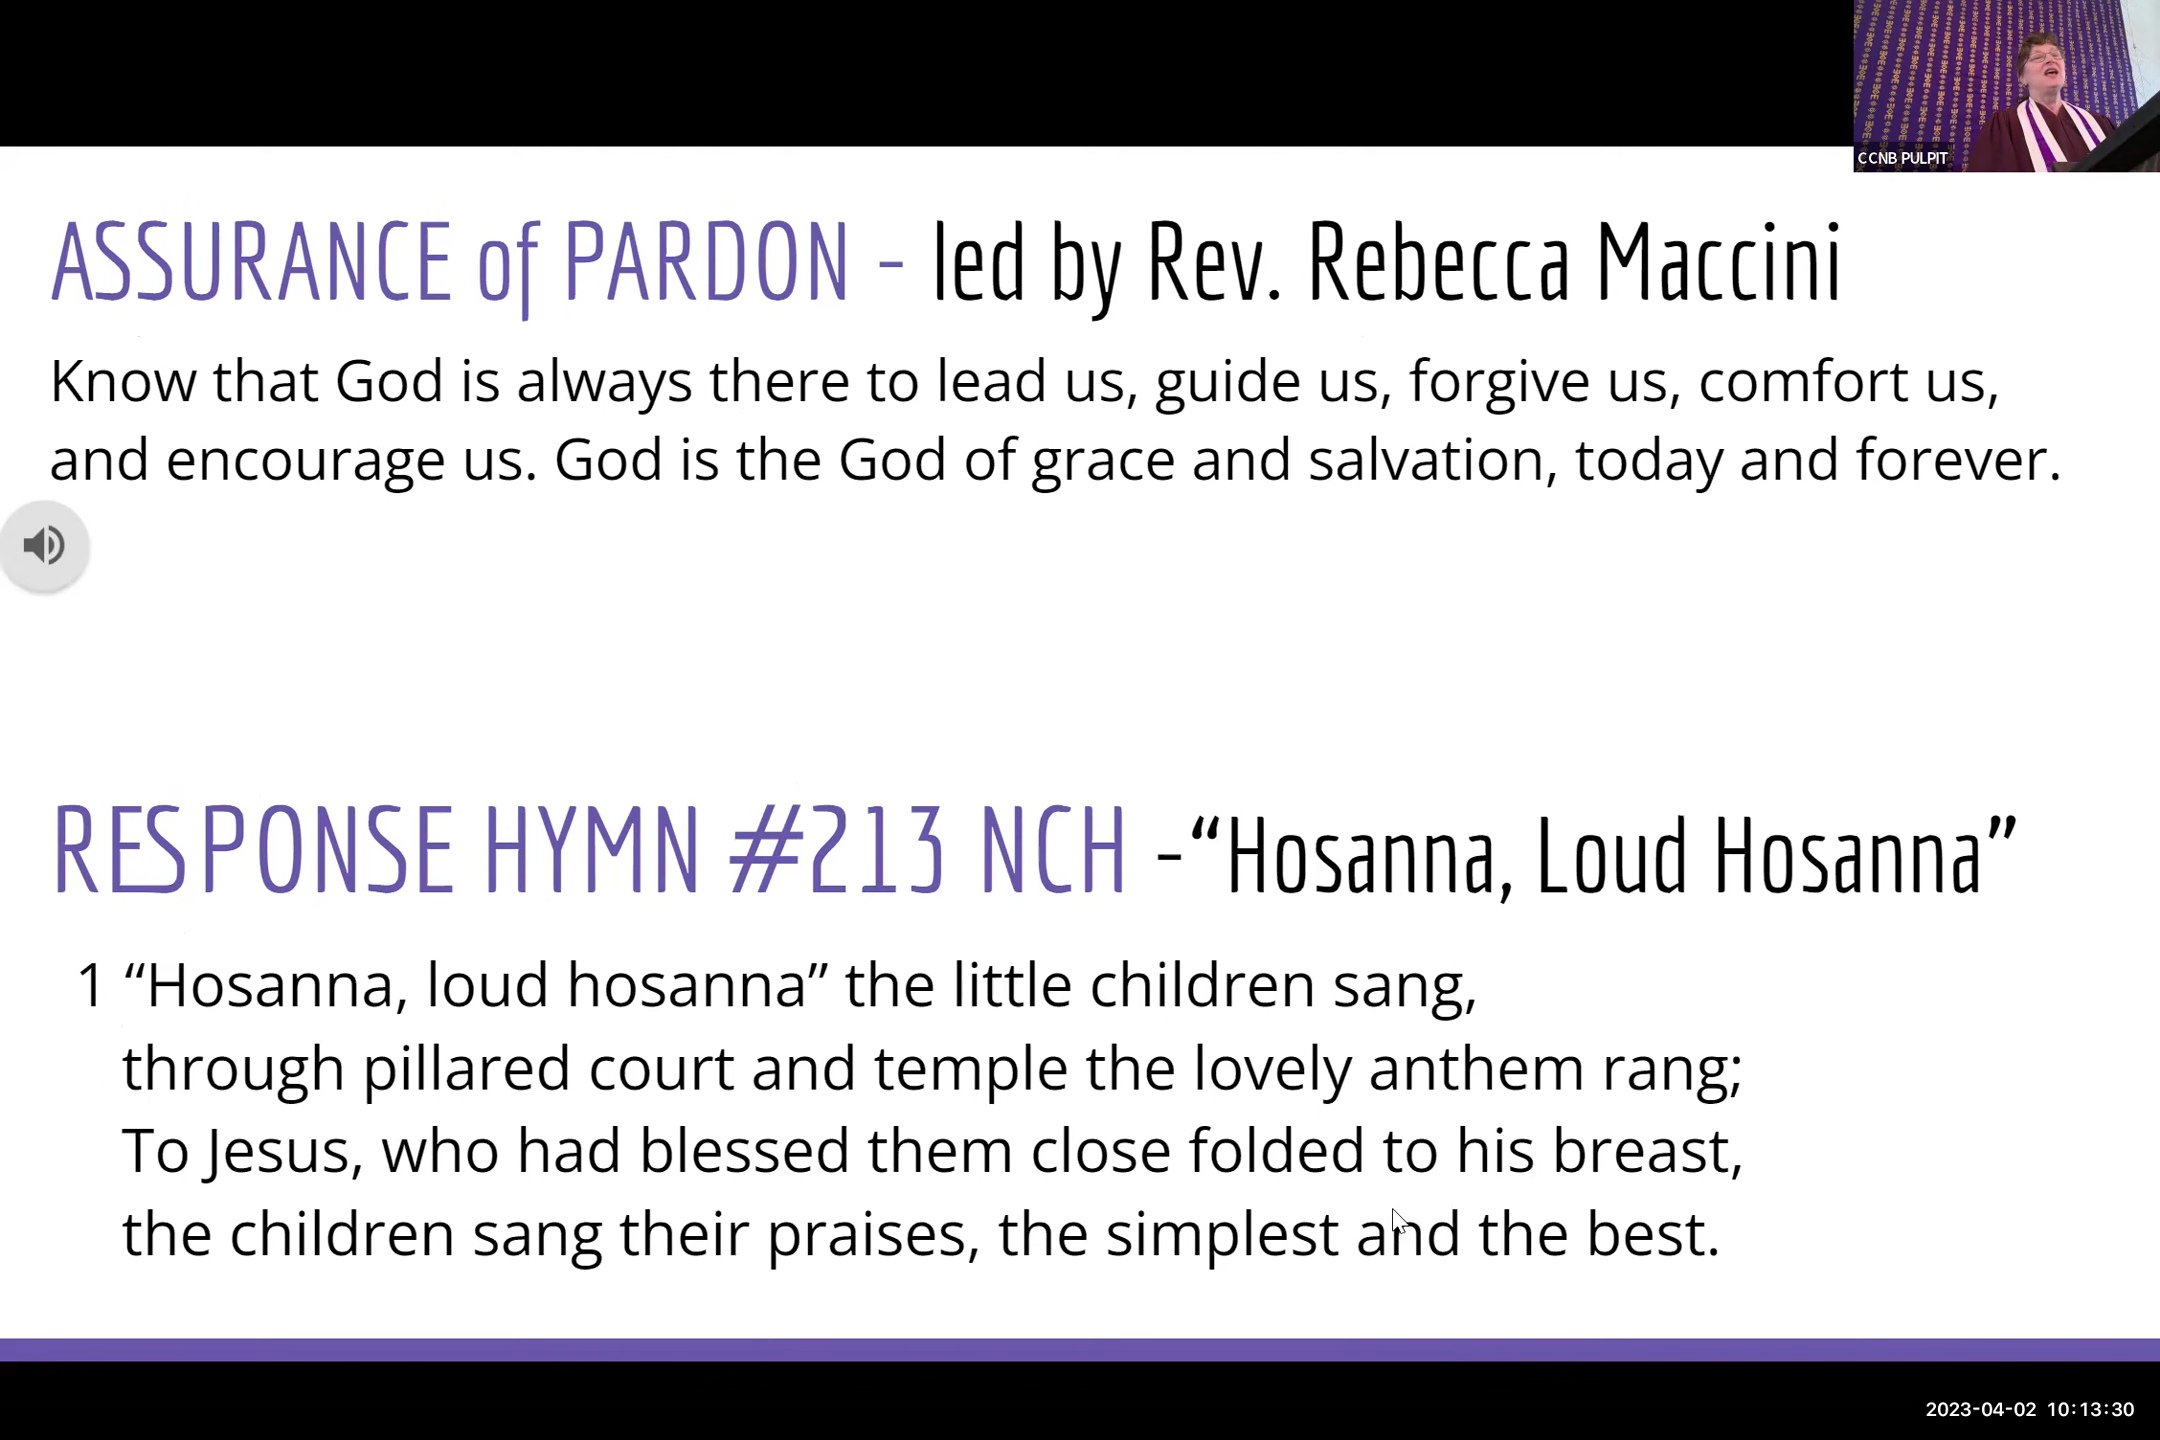 CCNB PULPIT
ASSURANCE of PARDON - led by Rev. Rebecca Maccini
Know that God is always there to lead us, guide us, forgive us, comfort us,
and encourage us. God is the God of grace and salvation, today and forever.
RESPONSE HYMN #213 NCH -“Hosanna, Loud Hosanna”
1 “Hosanna, loud hosanna” the little children sang,
through pillared court and temple the lovely anthem rang;
To Jesus, who had blessed them close folded to his breast,
the children sang their praises, the simplest and the best.
2023-04-02 10:13:30